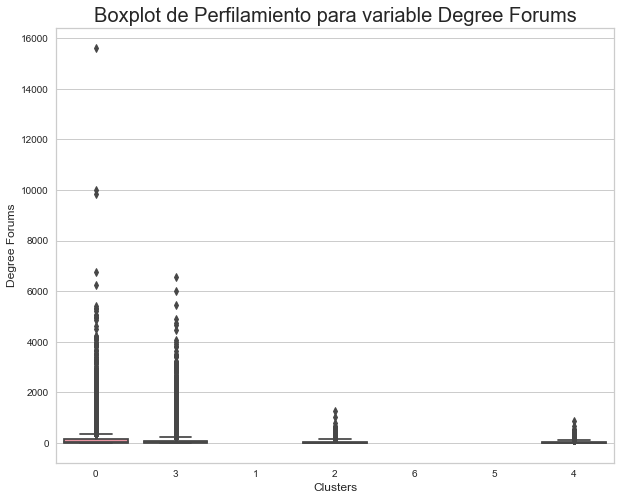 Boxplot de Perfilamiento para variable Degree Forums
16000
14000
12000
10000
8000
6000
4000
2000
0
Degree Forums
0 3 1 2 6 5 4
Clusters